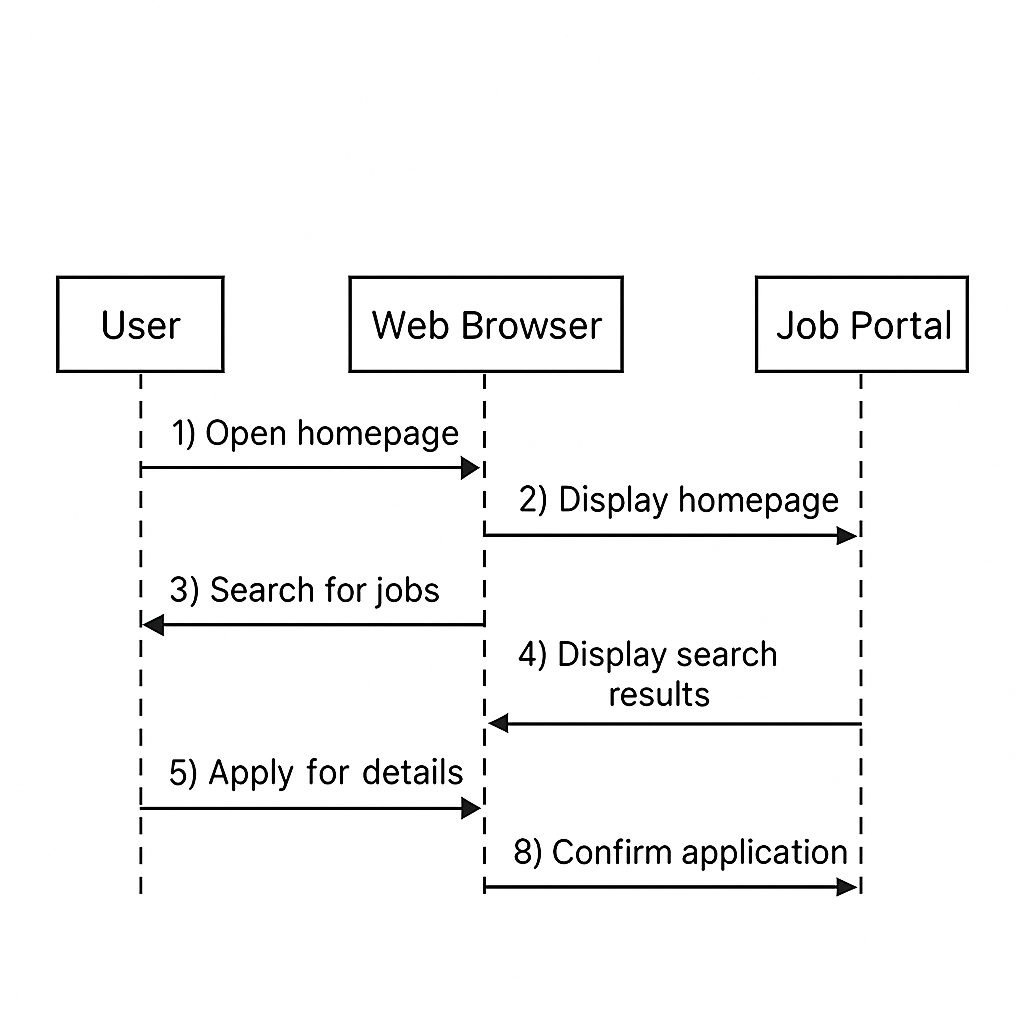 User
Web Browser
Job Portal
1) Open homepage
2) Display homepage
3) Search for jobs
4) Display search
results
5) Apply for details
8) Confirm application